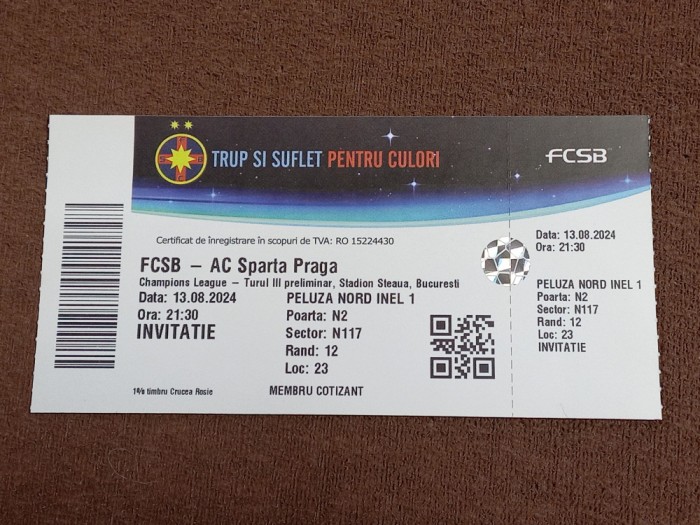 TRUP SI SUFLET PENTRU CULORI
FCSB
Certificat de înregistrare în scopuri de TVA: RO 15224430
FCSB – AC Sparta Praga
Champions League – Turul III preliminar, Stadion Steaua, Bucuresti
Data: 13.08.2024
Ora: 21:30
INVITATIE
PELUZA NORD INEL 1
Poarta: N2
Sector: N117
Rand: 12
Loc: 23
1% timbru Crucea Rosie
MEMBRU COTIZANT
Data: 13.08.2024
Ora: 21:30
PELUZA NORD INEL 1
Poarta: N2
Sector: N117
Rand: 12
Loc: 23
INVITATIE